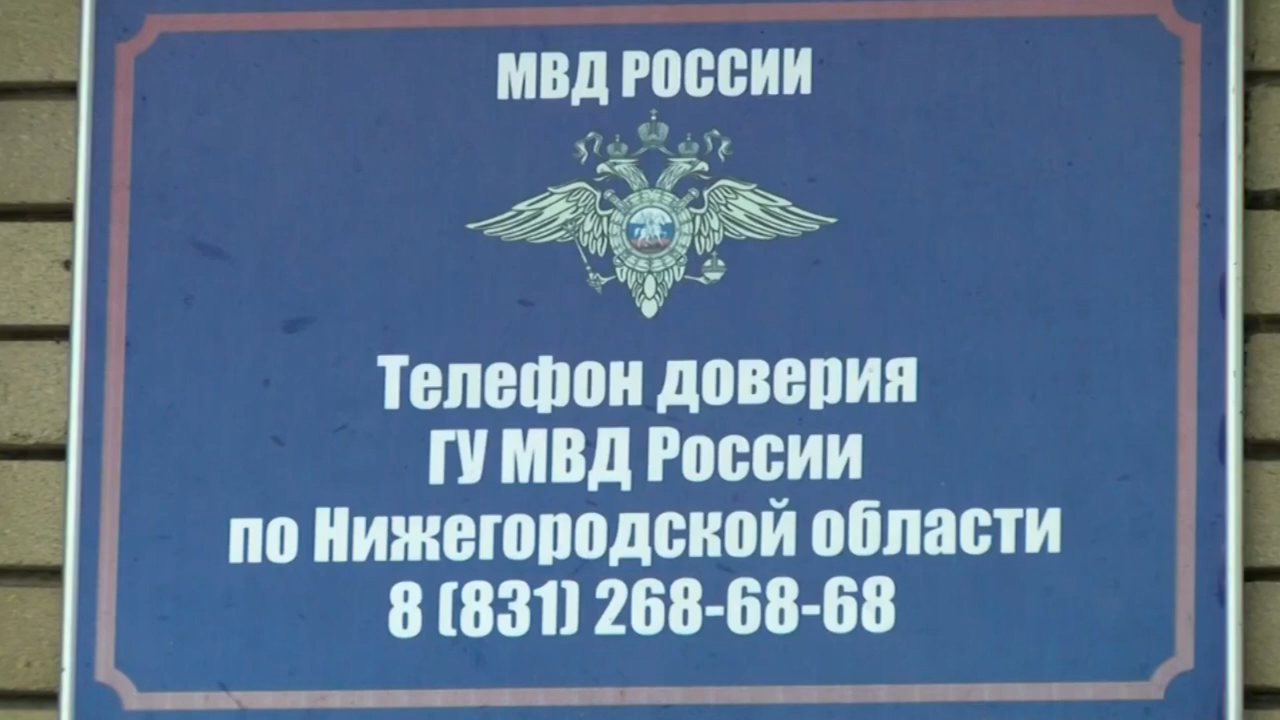 МВД РОССИИ
Телефон доверия
ГУ МВД России
по Нижегородской области
8 (831) 268-68-68